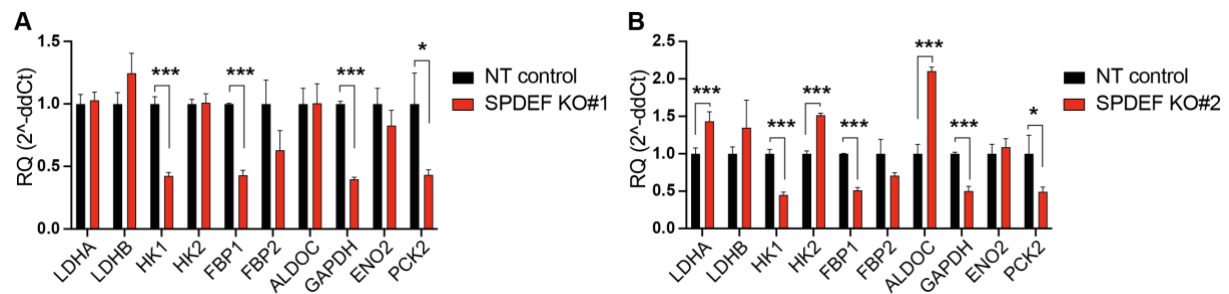 A
RQ (2^-ddCt)
1.5
1.0
0.5
0.0
*** *** *** *
NT control
SPDEF KO#1
LDHA LDHB HK1 HK2 FBP1 FBP2 ALDOC GAPDH ENO2 PCK2
B
RQ (2^-ddCt)
2.5
2.0
1.5
1.0
0.5
0.0
*** *** *** *** *** *** *
NT control
SPDEF KO#2
LDHA LDHB HK1 HK2 FBP1 FBP2 ALDOC GAPDH ENO2 PCK2